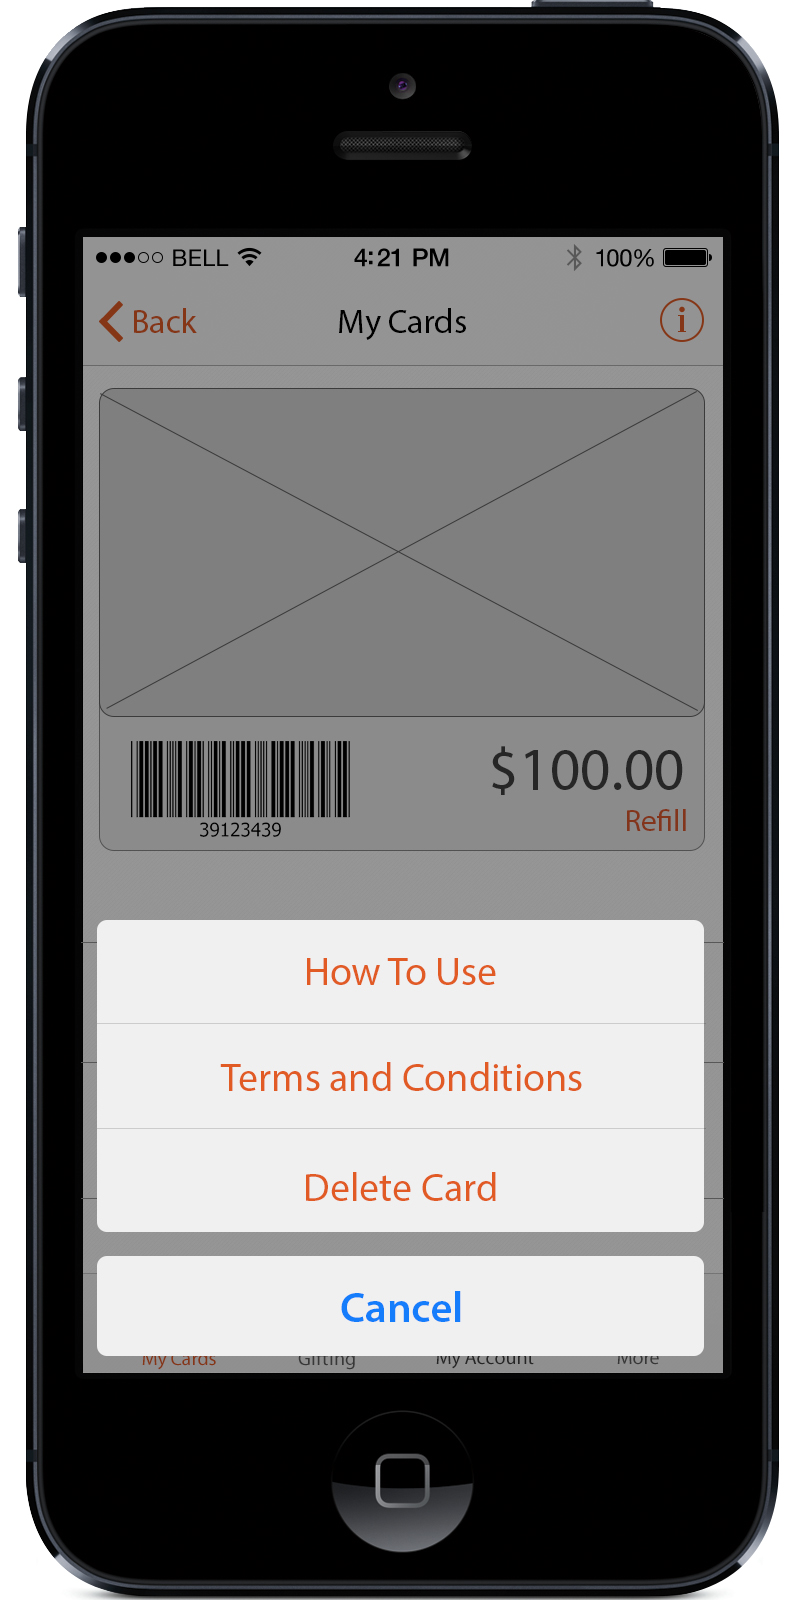 BELL 4:21 PM 100%
Back My Cards i
$100.00
Refill
39123439
How To Use
Terms and Conditions
Delete Card
Cancel
My Cards Gifting My Account More